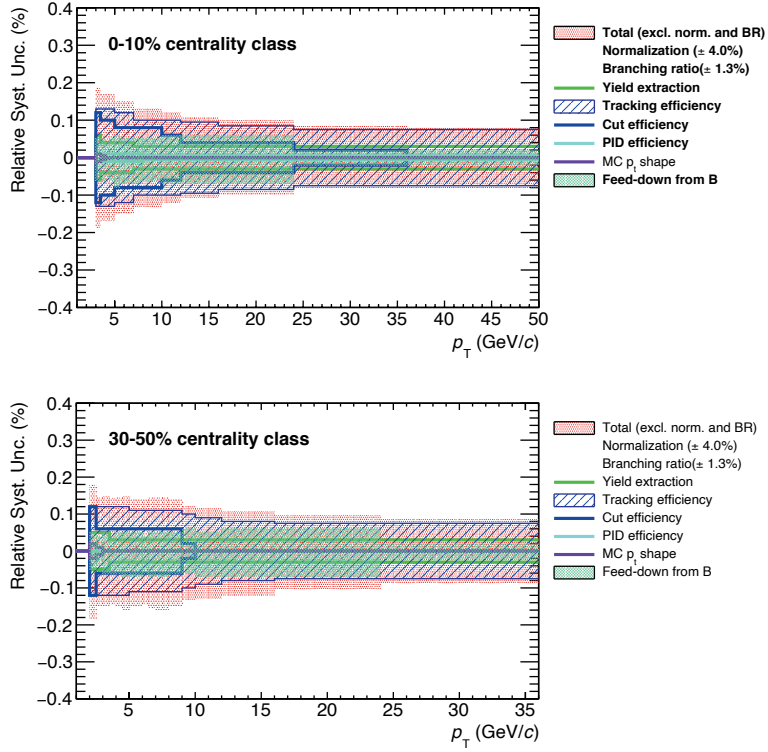 Relative Syst. Unc. (%)
0-10% centrality class
0.4
0.3
0.2
0.1
0
−0.1
−0.2
−0.3
−0.4
5 10 15 20 25 30 35 40 45 50
p_T (GeV/c)
Total (excl. norm. and BR)
Normalization (± 4.0%)
Branching ratio(± 1.3%)
Yield extraction
Tracking efficiency
Cut efficiency
PID efficiency
MC p_t shape
Feed-down from B
Relative Syst. Unc. (%)
30-50% centrality class
0.4
0.3
0.2
0.1
0
−0.1
−0.2
−0.3
−0.4
5 10 15 20 25 30 35
p_T (GeV/c)
Total (excl. norm. and BR)
Normalization (± 4.0%)
Branching ratio(± 1.3%)
Yield extraction
Tracking efficiency
Cut efficiency
PID efficiency
MC p_t shape
Feed-down from B